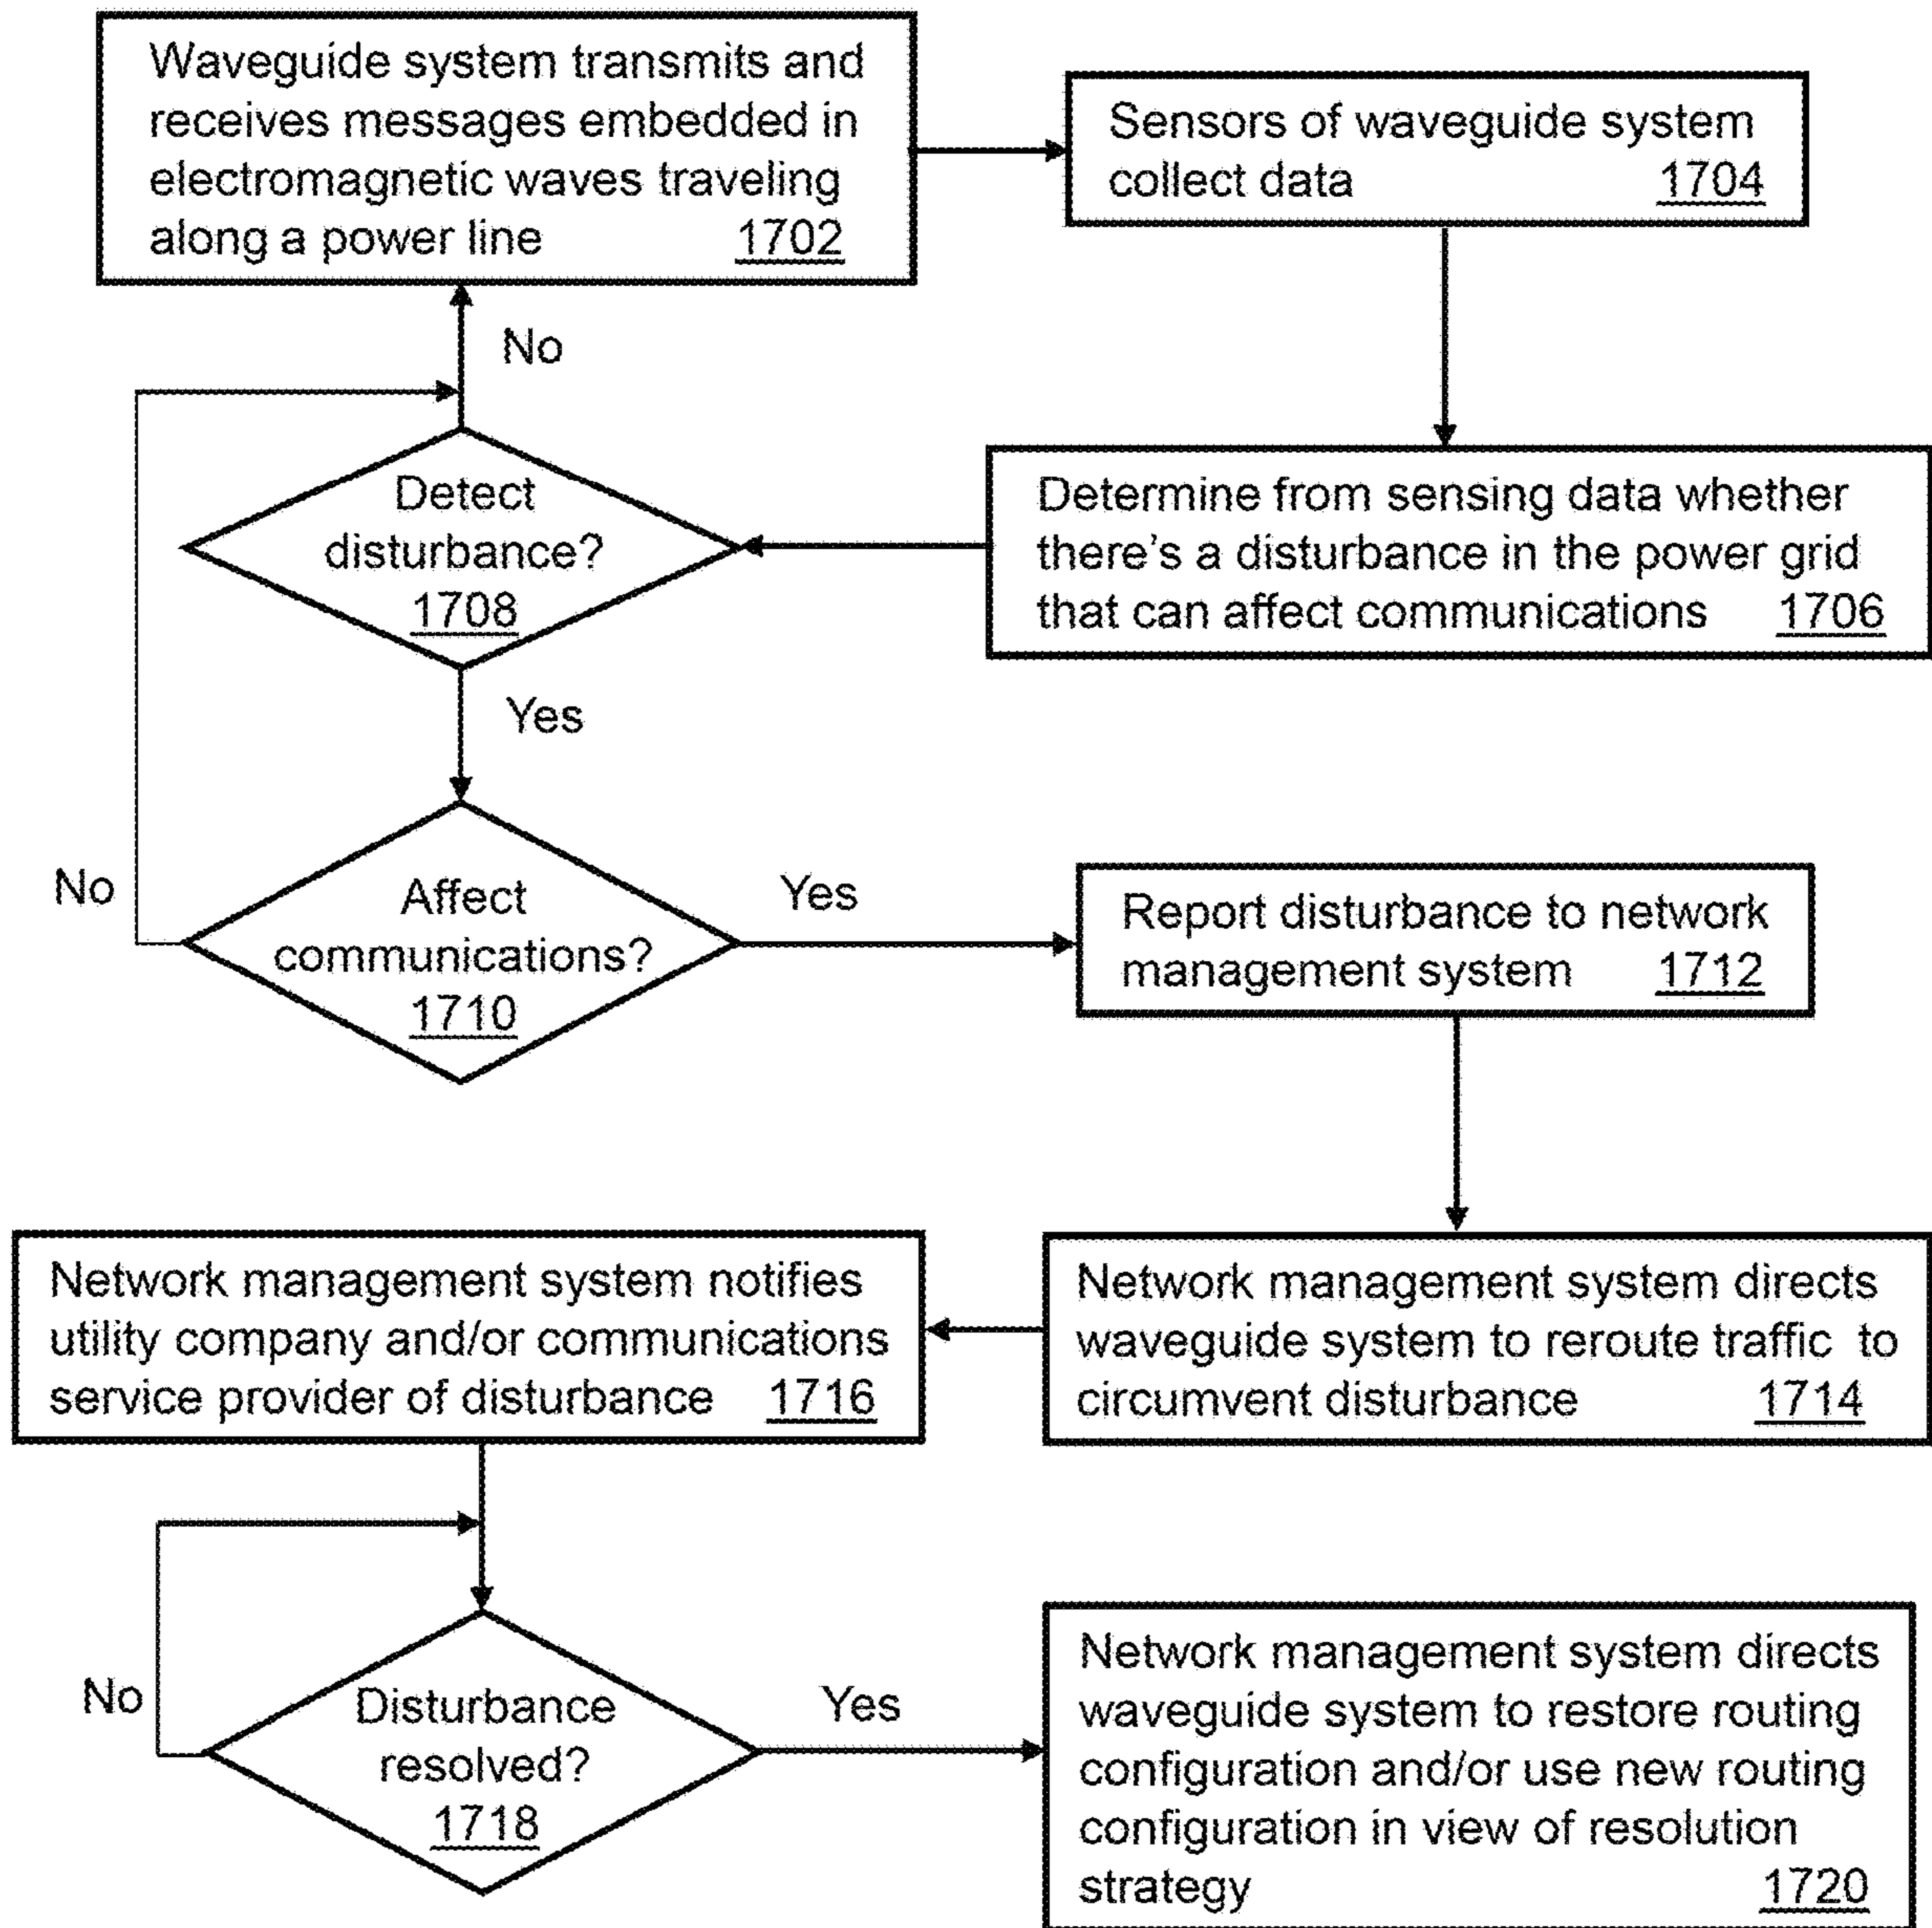 Waveguide system transmits and
receives messages embedded in
electromagnetic waves traveling
along a power line 1702
Sensors of waveguide system
collect data 1704
No
Detect
disturbance?
1708
Determine from sensing data whether
there's a disturbance in the power grid
that can affect communications 1706
Yes
No
Affect
communications?
1710
Yes
Report disturbance to network
management system 1712
Network management system notifies
utility company and/or communications
service provider of disturbance 1716
Network management system directs
waveguide system to reroute traffic to
circumvent disturbance 1714
No
Disturbance
resolved?
1718
Yes
Network management system directs
waveguide system to restore routing
configuration and/or use new routing
configuration in view of resolution
strategy 1720